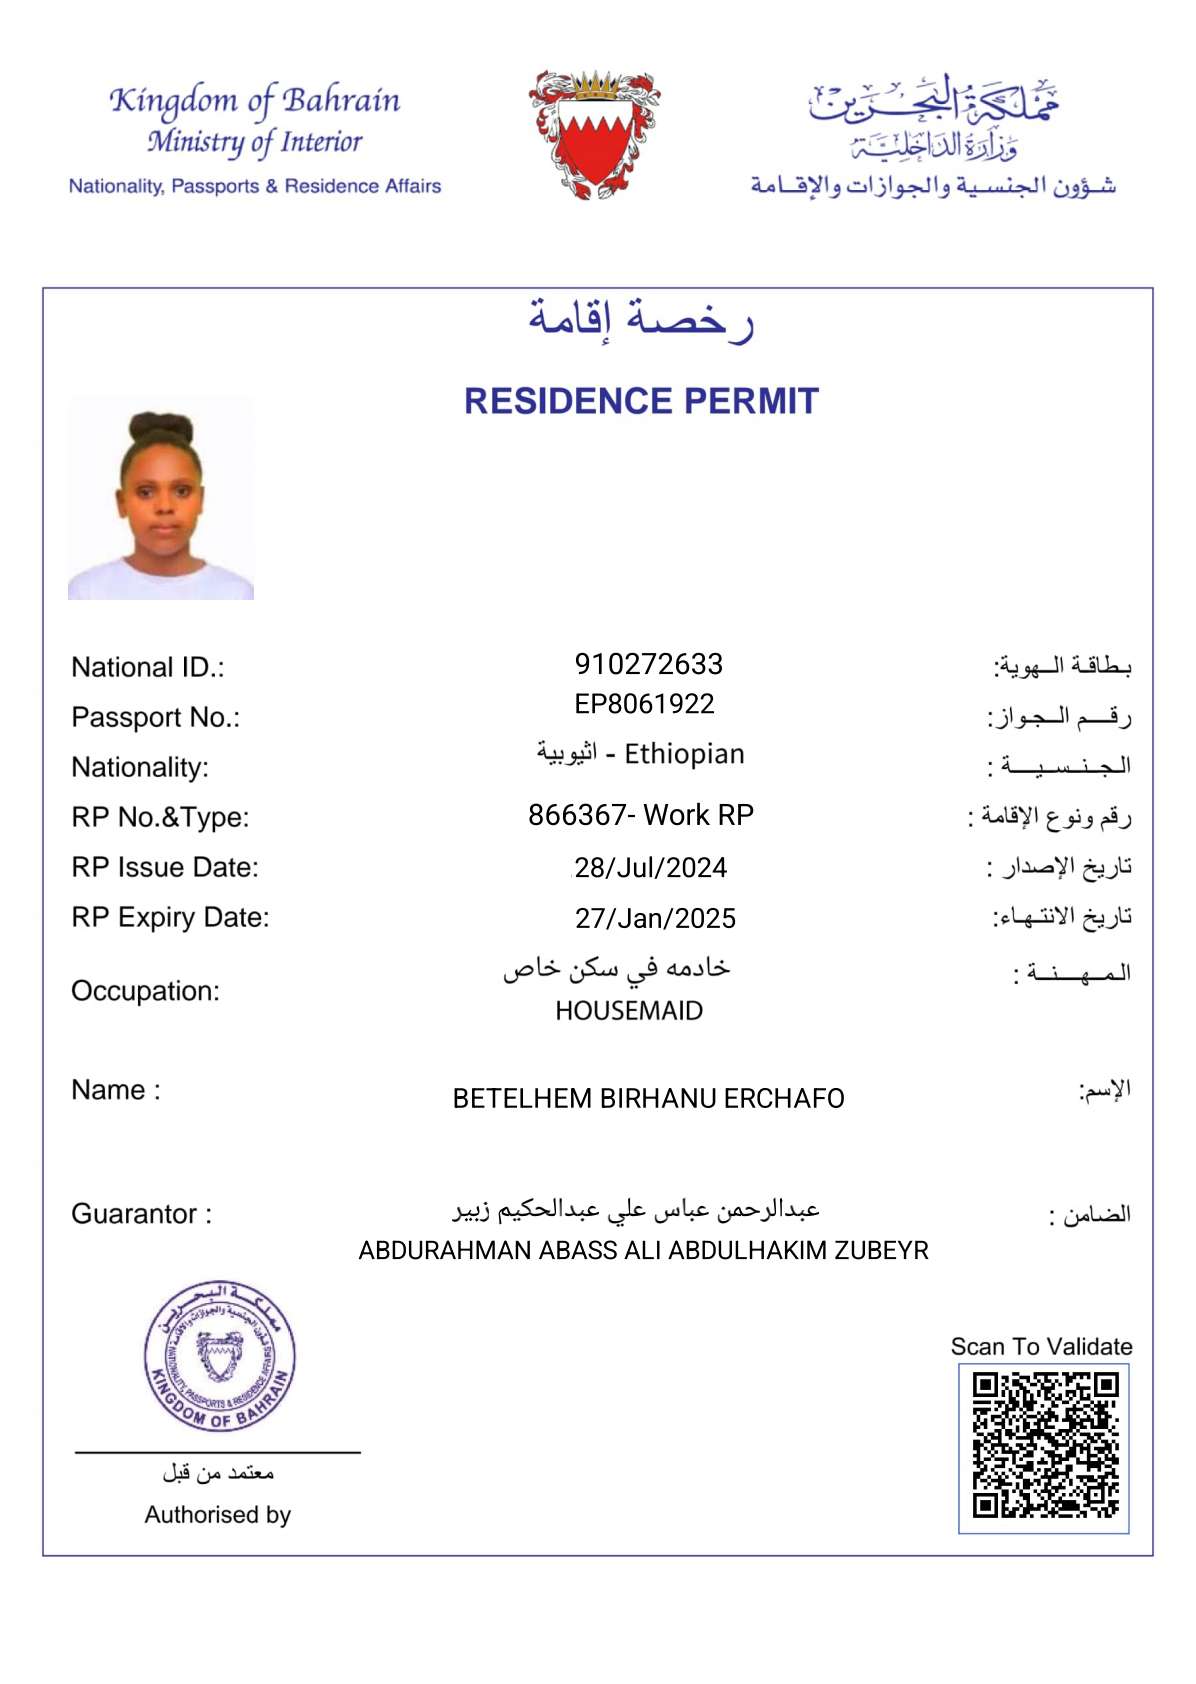 Kingdom of Bahrain
Ministry of Interior
Nationality, Passports & Residence Affairs
مملكة البحرين
وزارة الداخلية
شؤون الجنسية والجوازات والإقامة
رخصة إقامة
RESIDENCE PERMIT
National ID.: 910272633 بطاقة الهوية:
Passport No.: EP8061922 رقم الجواز:
Nationality: اثيوبية - Ethiopian الجنسية :
RP No.&Type: 866367- Work RP رقم ونوع الإقامة :
RP Issue Date: 28/Jul/2024 تاريخ الإصدار :
RP Expiry Date: 27/Jan/2025 تاريخ الانتهاء:
Occupation: خادمه في سكن خاص المهنة :
HOUSEMAID
Name : BETELHEM BIRHANU ERCHAFO الإسم:
Guarantor : عبدالرحمن عباس علي عبدالحكيم زبير الضامن :
ABDURAHMAN ABASS ALI ABDULHAKIM ZUBEYR
مملكة البحرين
شؤون الجنسية والجوازات والإقامة
NATIONALITY, PASSPORTS & RESIDENCE AFFAIRS
KINGDOM OF BAHRAIN
معتمد من قبل
Authorised by
Scan To Validate